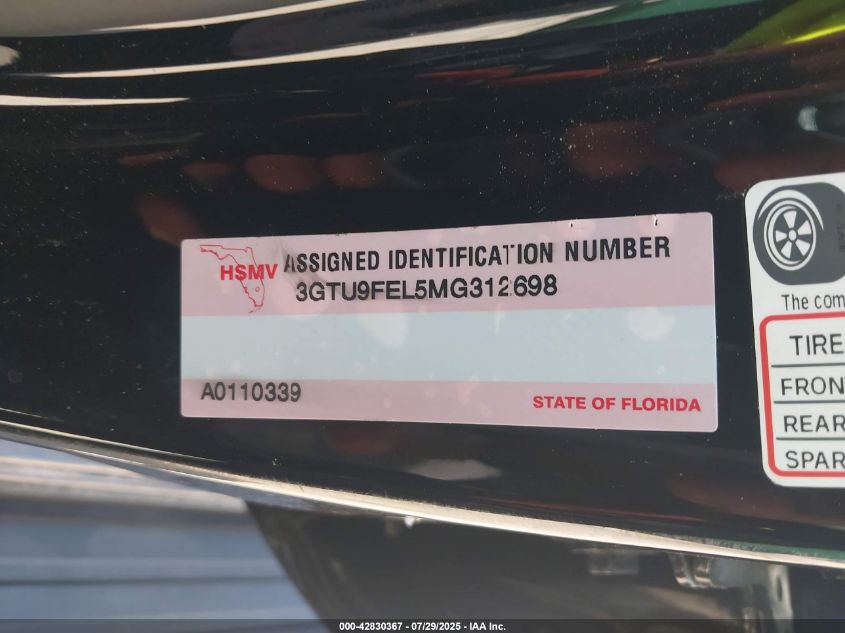 HSMV ASSIGNED IDENTIFICATION NUMBER
3GTU9FEL5MG312698
A0110339
STATE OF FLORIDA
The com
TIRE
FRON
REAR
SPAR
000-42830367 - 07/29/2025 - IAA Inc.